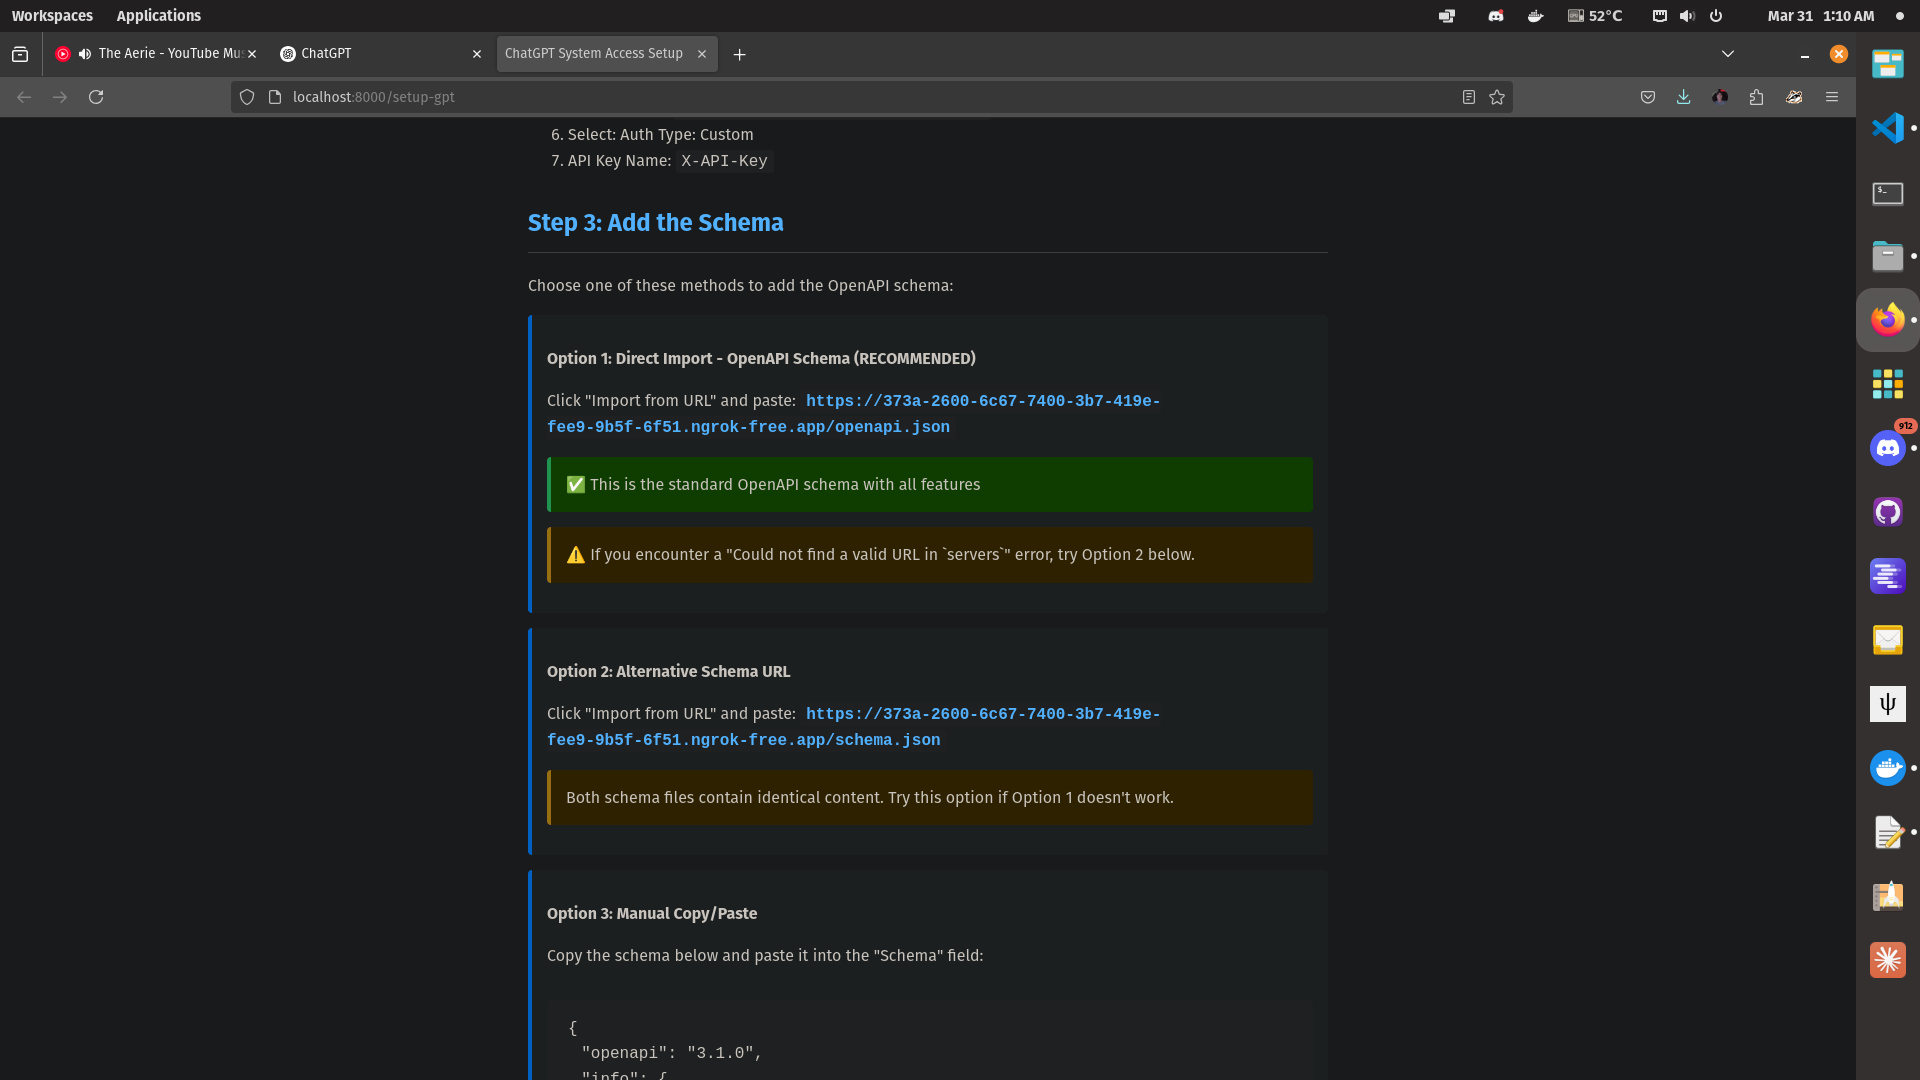 Workspaces Applications
52°C Mar 31 1:10 AM
The Aerie - YouTube Mus ChatGPT ChatGPT System Access Setup
localhost:8000/setup-gpt
6. Select: Auth Type: Custom
7. API Key Name: X-API-Key
Step 3: Add the Schema
Choose one of these methods to add the OpenAPI schema:
Option 1: Direct Import - OpenAPI Schema (RECOMMENDED)
Click "Import from URL" and paste: https://373a-2600-6c67-7400-3b7-419e-
fee9-9b5f-6f51.ngrok-free.app/openapi.json
✅ This is the standard OpenAPI schema with all features
⚠️ If you encounter a "Could not find a valid URL in `servers`" error, try Option 2 below.
Option 2: Alternative Schema URL
Click "Import from URL" and paste: https://373a-2600-6c67-7400-3b7-419e-
fee9-9b5f-6f51.ngrok-free.app/schema.json
Both schema files contain identical content. Try this option if Option 1 doesn't work.
Option 3: Manual Copy/Paste
Copy the schema below and paste it into the "Schema" field:
{
"openapi": "3.1.0",
"info": {
$_
912
ψ